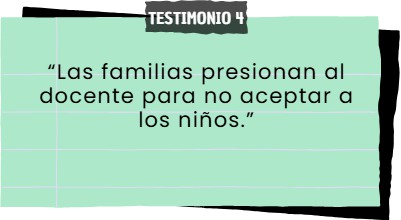 TESTIMONIO 4
“Las familias presionan al
docente para no aceptar a
los niños.”